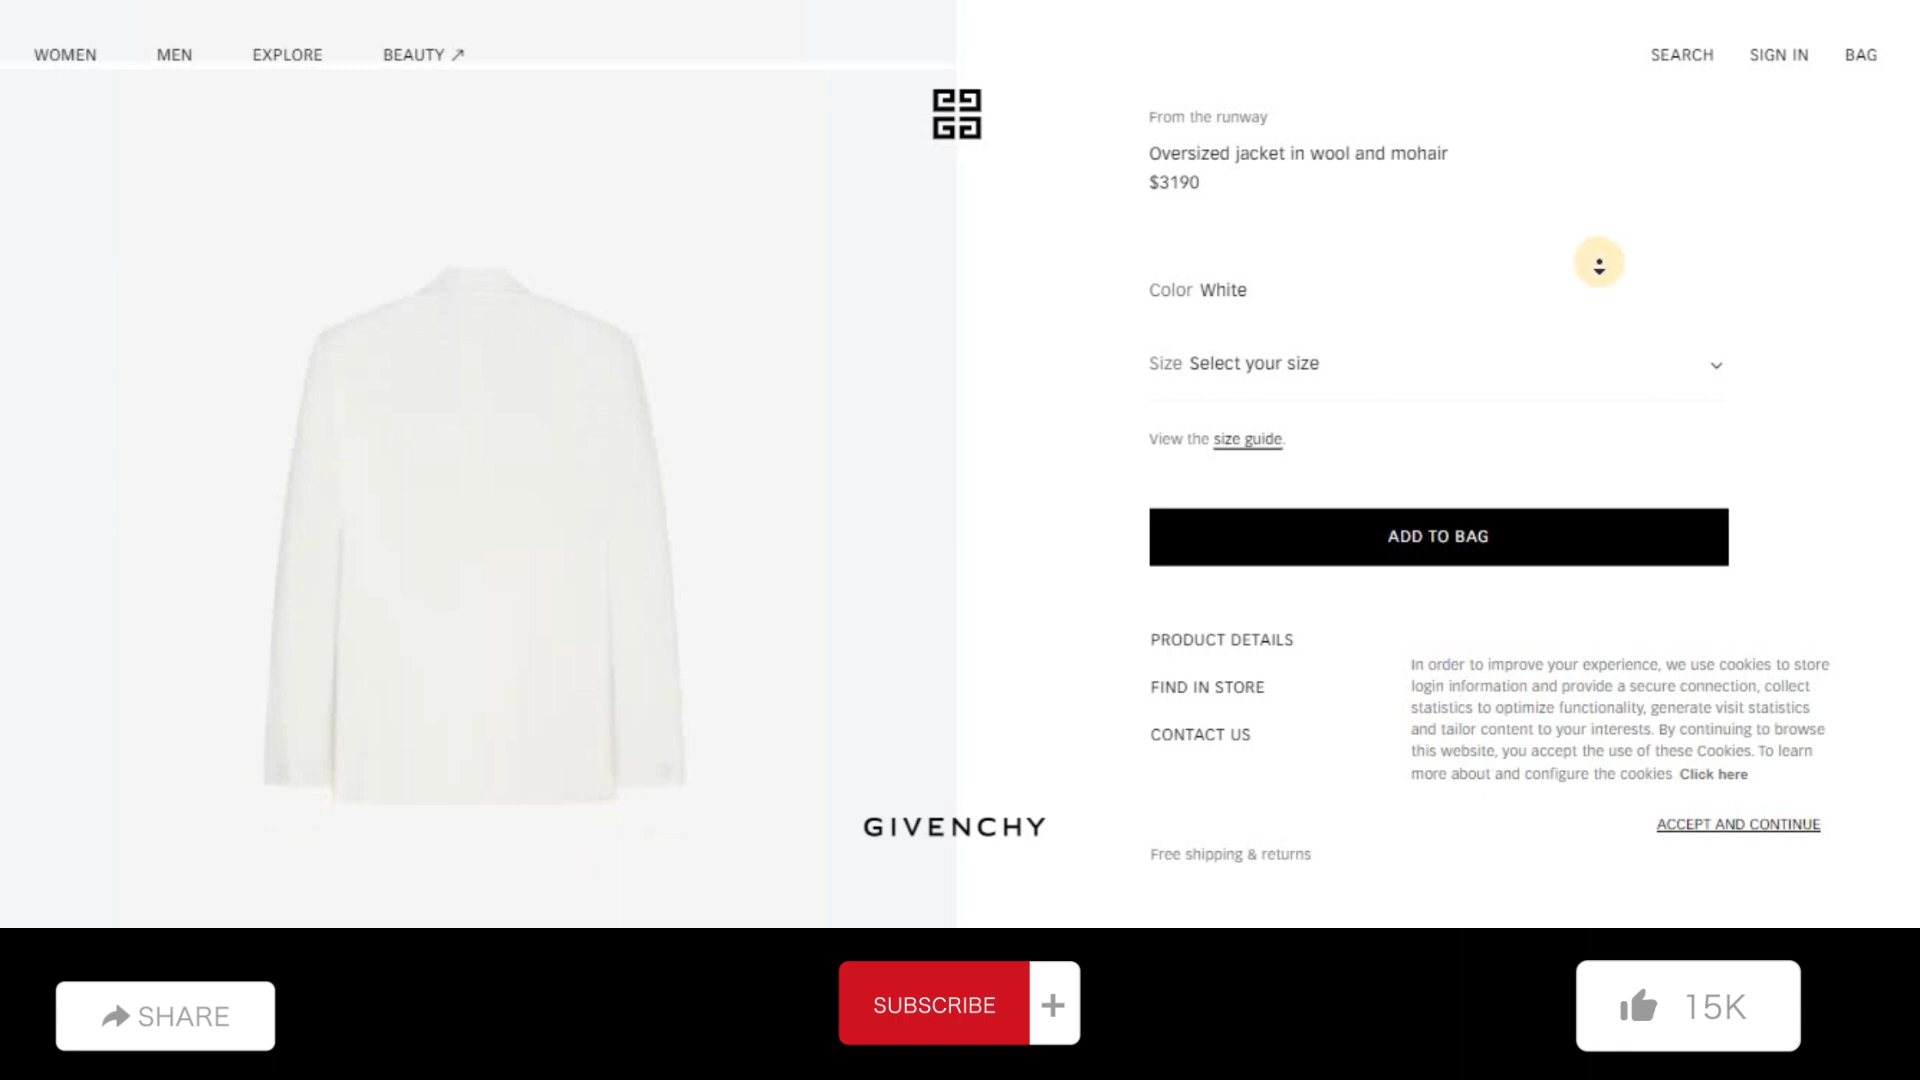 WOMEN MEN EXPLORE BEAUTY ↗ SEARCH SIGN IN BAG
From the runway
Oversized jacket in wool and mohair
$3190
Color White
Size Select your size
View the size guide.
ADD TO BAG
PRODUCT DETAILS
FIND IN STORE
CONTACT US
In order to improve your experience, we use cookies to store
login information and provide a secure connection, collect
statistics to optimize functionality, generate visit statistics
and tailor content to your interests. By continuing to browse
this website, you accept the use of these Cookies. To learn
more about and configure the cookies Click here
ACCEPT AND CONTINUE
GIVENCHY
Free shipping & returns
SHARE
SUBSCRIBE +
15K